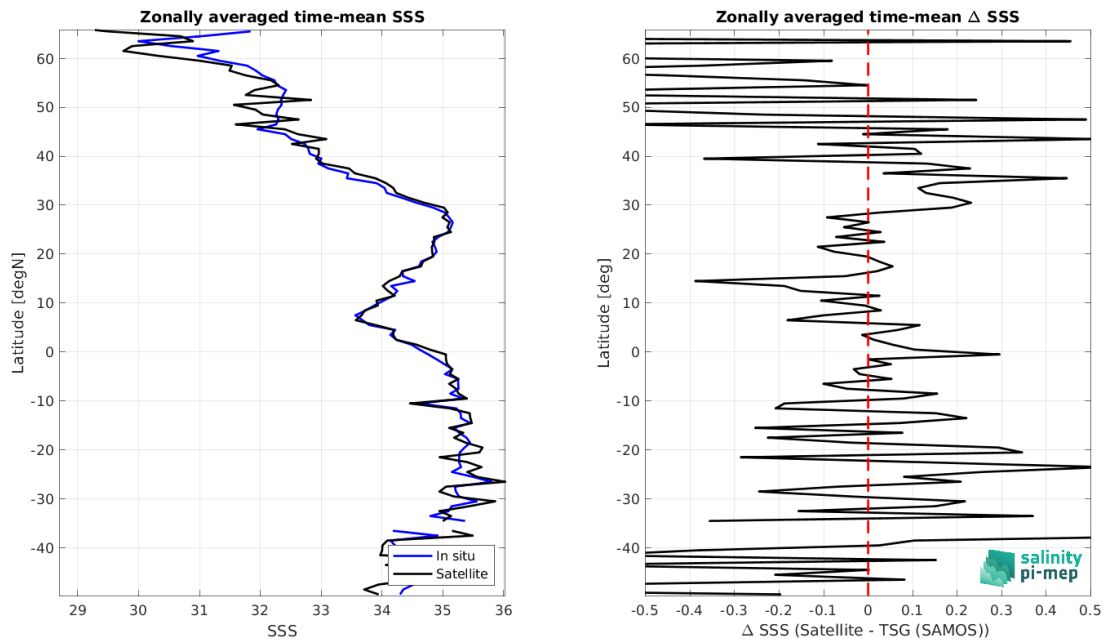 Zonally averaged time-mean SSS
60
50
40
30
20
10
0
-10
-20
-30
-40
Latitude [degN]
In situ
Satellite
29 30 31 32 33 34 35 36
SSS
Zonally averaged time-mean Δ SSS
60
50
40
30
20
10
0
-10
-20
-30
-40
Latitude [deg]
salinity
pi-mep
-0.5 -0.4 -0.3 -0.2 -0.1 0 0.1 0.2 0.3 0.4 0.5
Δ SSS (Satellite - TSG (SAMOS))